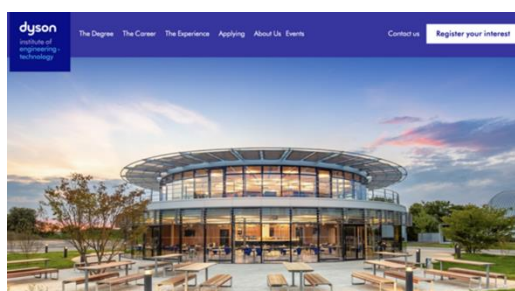 dyson
institute of
engineering +
technology
The Degree The Career The Experience Applying About Us Events Contact us Register your interest